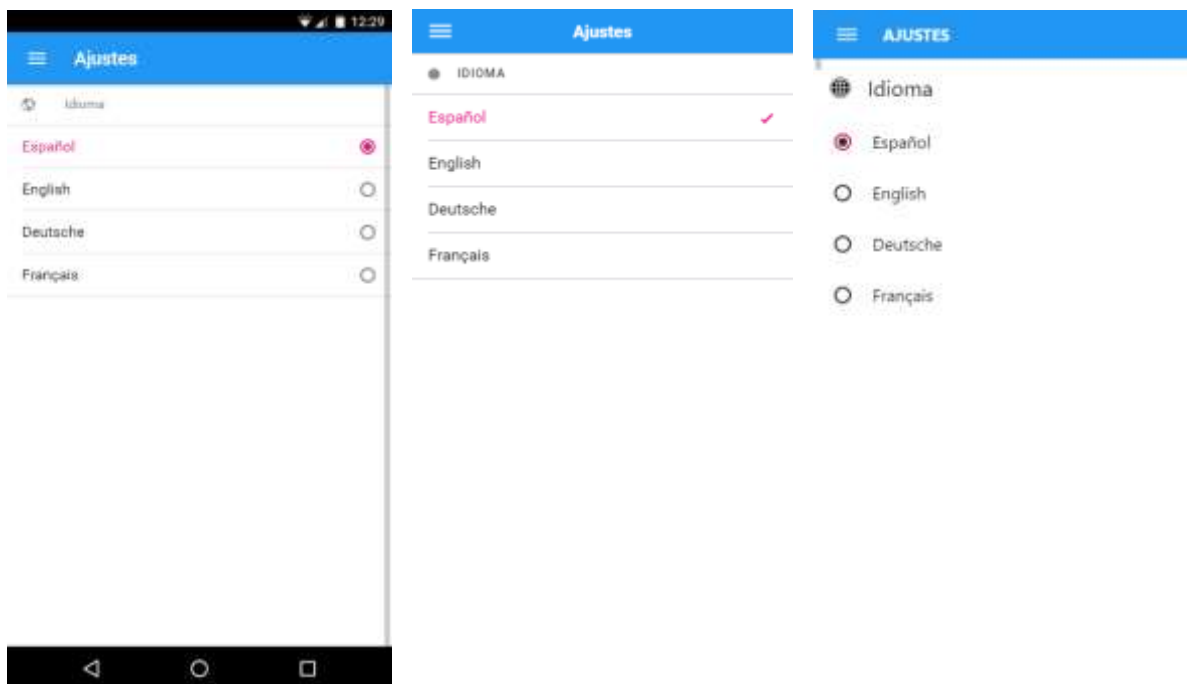 12:29
Ajustes
Idioma
Español
English
Deutsche
Français
Ajustes
IDIOMA
Español
English
Deutsche
Français
AJUSTES
Idioma
Español
English
Deutsche
Français